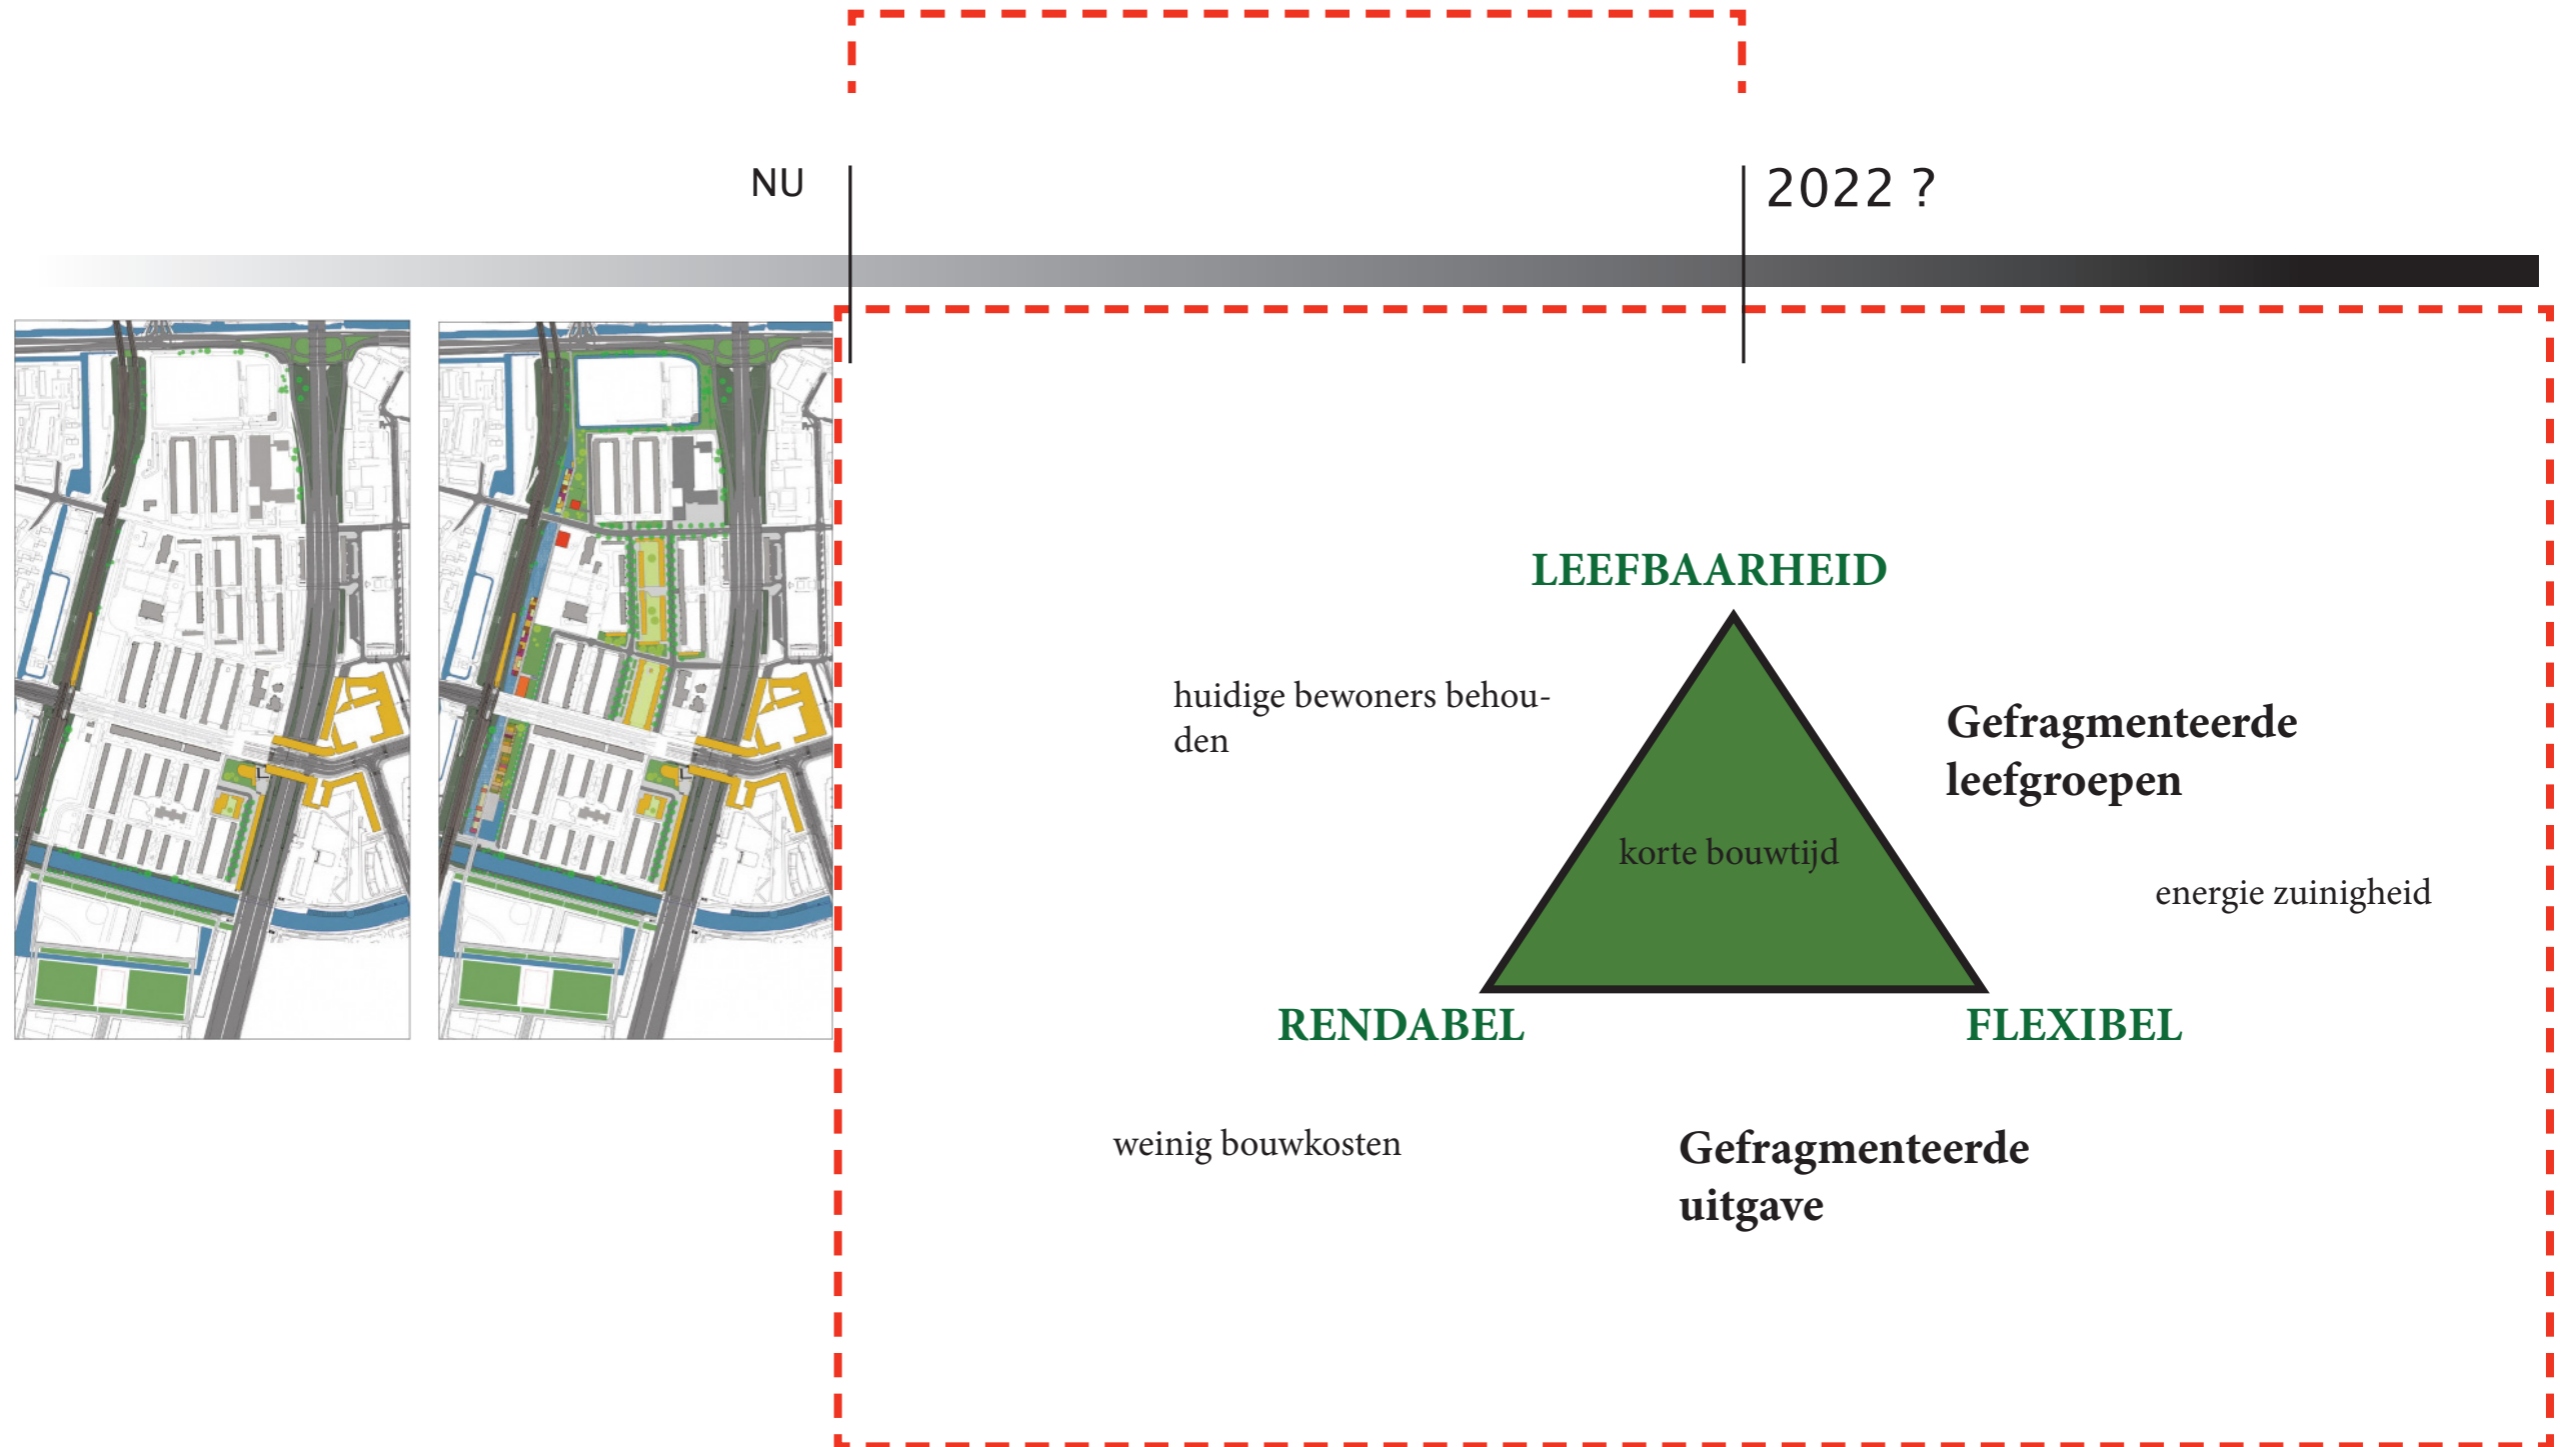 NU
2022 ?
LEEFBAARHEID
huidige bewoners behou-
den
Gefragmenteerde
leefgroepen
korte bouwtijd
energie zuinigheid
RENDABEL
FLEXIBEL
weinig bouwkosten
Gefragmenteerde
uitgave